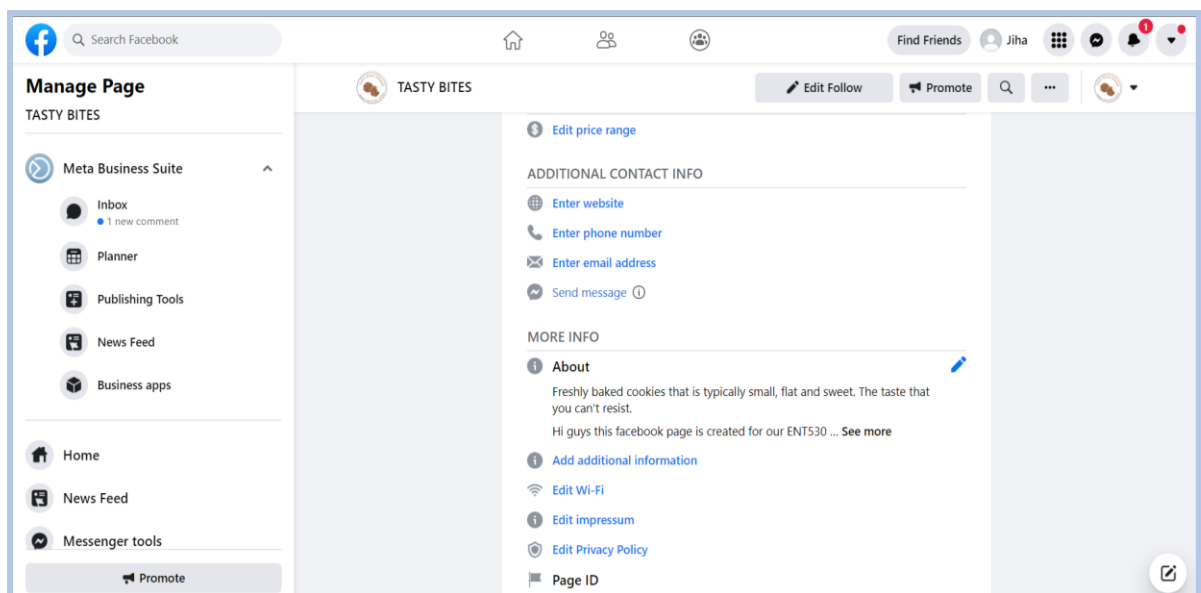 Search Facebook
Find Friends
Jiha
1
Manage Page
TASTY BITES
Meta Business Suite
Inbox
1 new comment
Planner
Publishing Tools
News Feed
Business apps
Home
News Feed
Messenger tools
Promote
TASTY BITES
Edit Follow
Promote
Edit price range
ADDITIONAL CONTACT INFO
Enter website
Enter phone number
Enter email address
Send message
MORE INFO
About
Freshly baked cookies that is typically small, flat and sweet. The taste that
you can't resist.
Hi guys this facebook page is created for our ENT530 ... See more
Add additional information
Edit Wi-Fi
Edit impressum
Edit Privacy Policy
Page ID